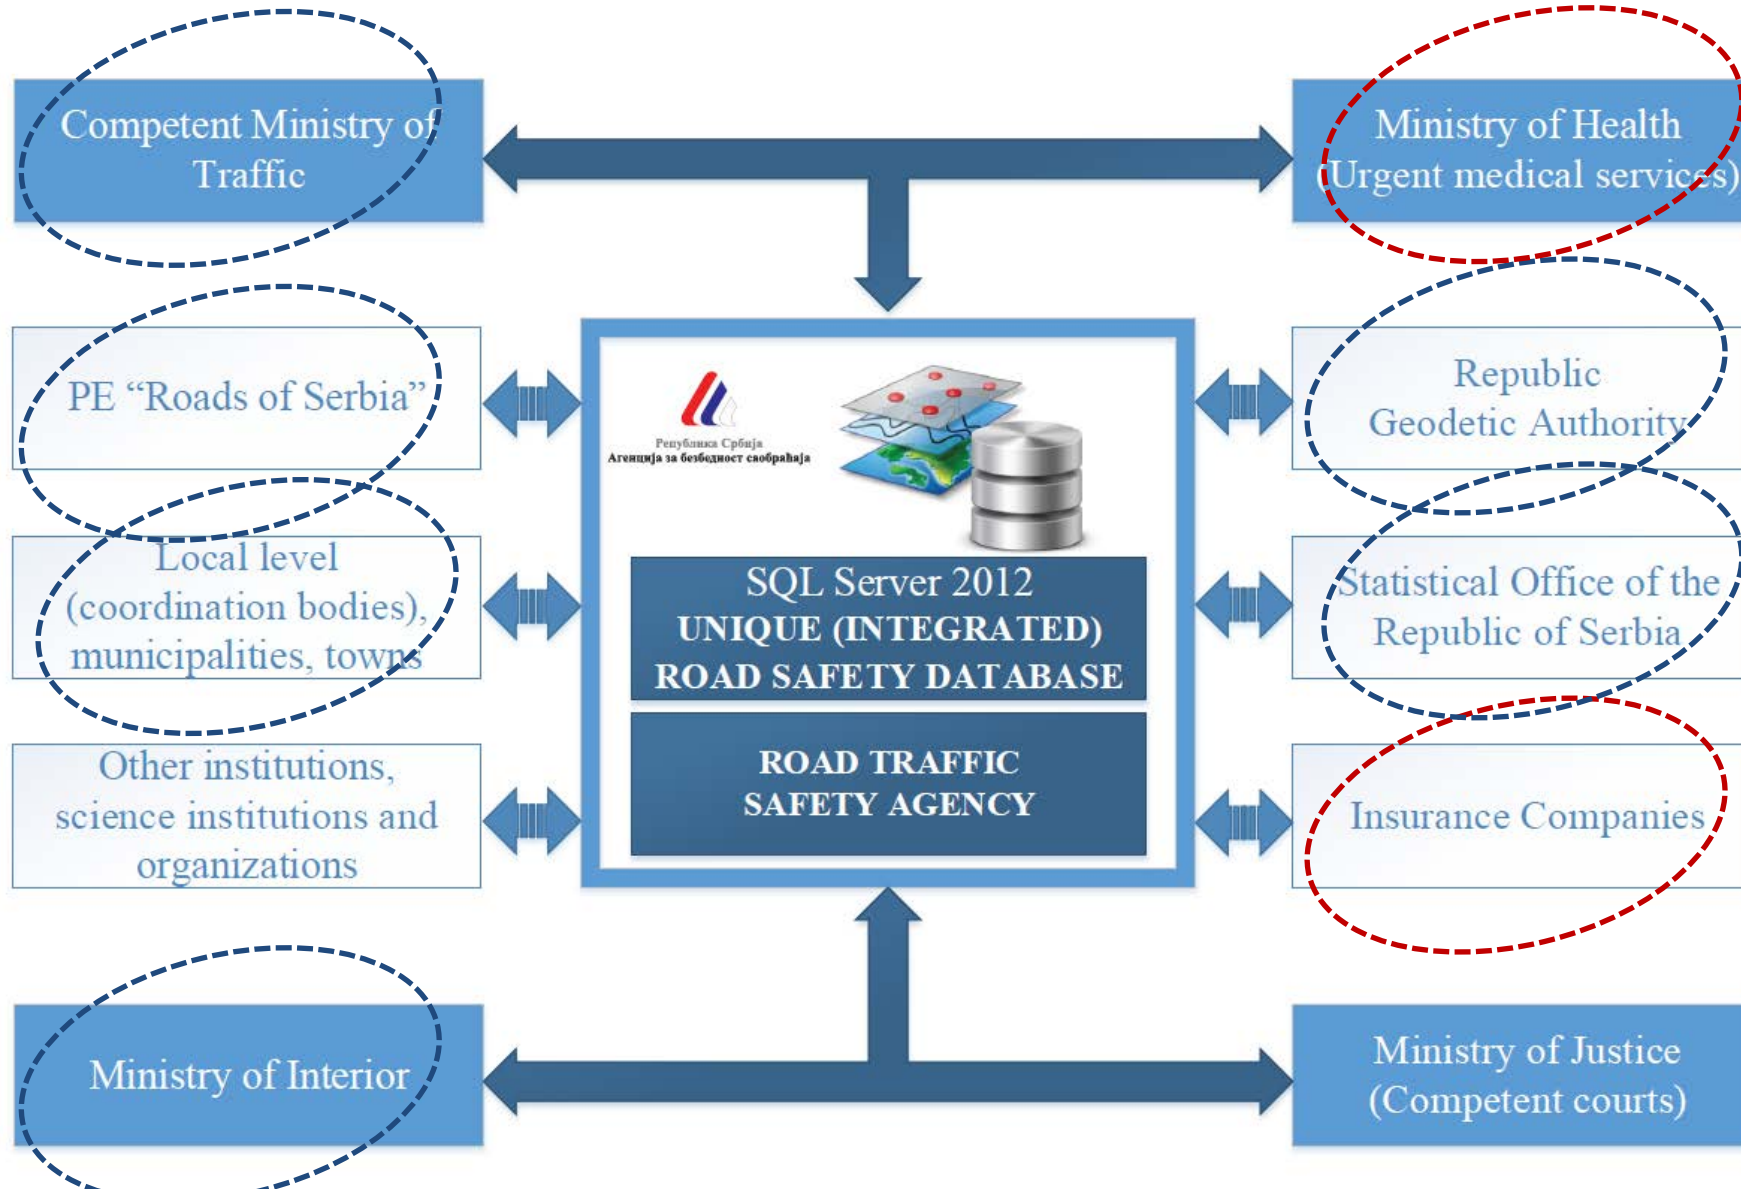 Competent Ministry of
Traffic
Ministry of Health
(Urgent medical services)
PE “Roads of Serbia”
Republic
Geodetic Authority
Република Србија
Агенција за безбедност саобраћаја
Local level
(coordination bodies),
municipalities, towns
SQL Server 2012
UNIQUE (INTEGRATED)
ROAD SAFETY DATABASE
Statistical Office of the
Republic of Serbia
Other institutions,
science institutions and
organizations
ROAD TRAFFIC
SAFETY AGENCY
Insurance Companies
Ministry of Interior
Ministry of Justice
(Competent courts)